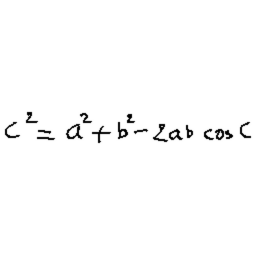 c² = a² + b² - 2ab cos C